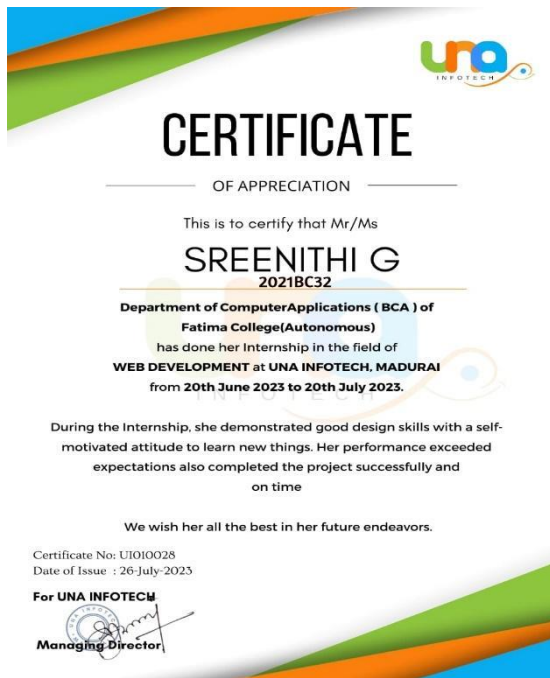 una
INFOTECH
CERTIFICATE
OF APPRECIATION
This is to certify that Mr/Ms
SREENITHI G
2021BC32
Department of ComputerApplications ( BCA ) of
Fatima College(Autonomous)
has done her Internship in the field of
WEB DEVELOPMENT at UNA INFOTECH, MADURAI
from 20th June 2023 to 20th July 2023.
INFOTECH
During the Internship, she demonstrated good design skills with a self-
motivated attitude to learn new things. Her performance exceeded
expectations also completed the project successfully and
on time
We wish her all the best in her future endeavors.
Certificate No: UI010028
Date of Issue : 26-July-2023
For UNA INFOTECH
Managing Director